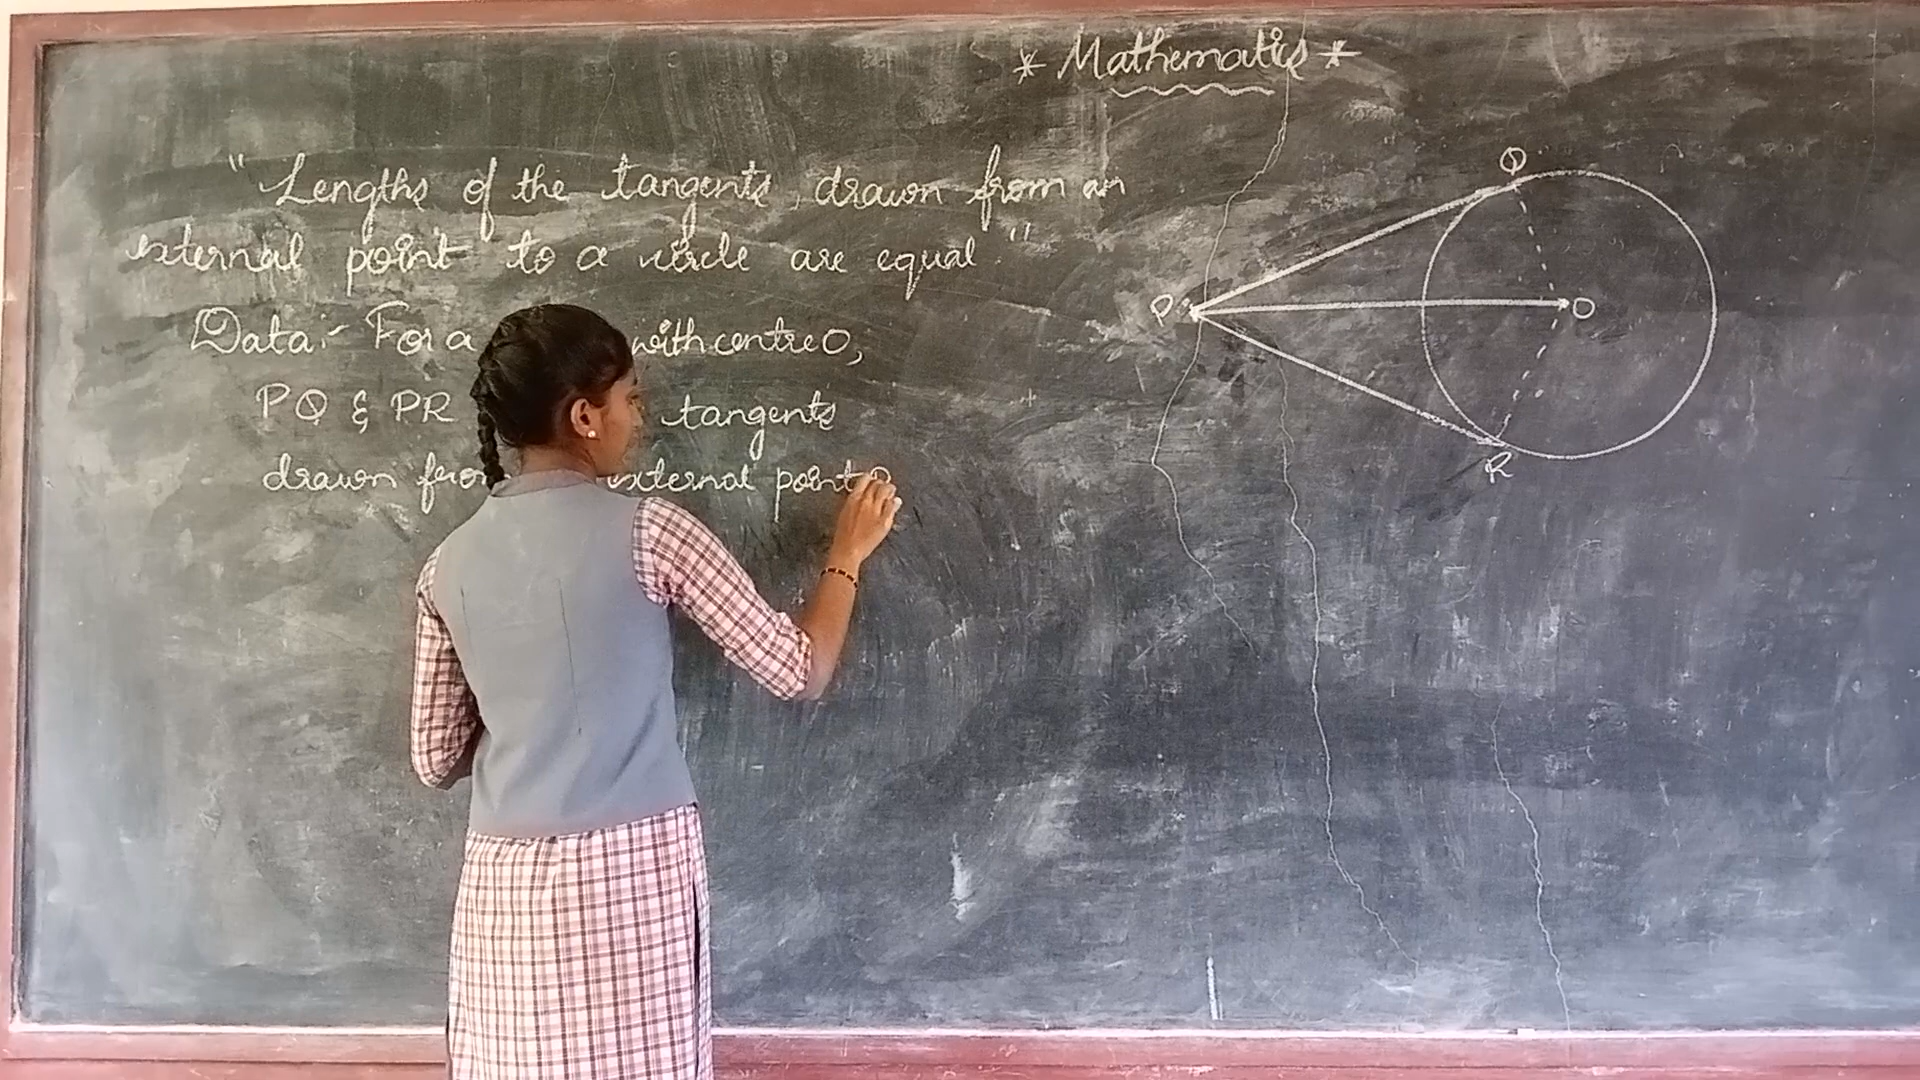 * Mathematics *
"Lengths of the tangents, drawn from an
external point to a circle are equal"
Data:- For a with centre O,
PQ & PR tangents
drawn external point
Q
P
O
R